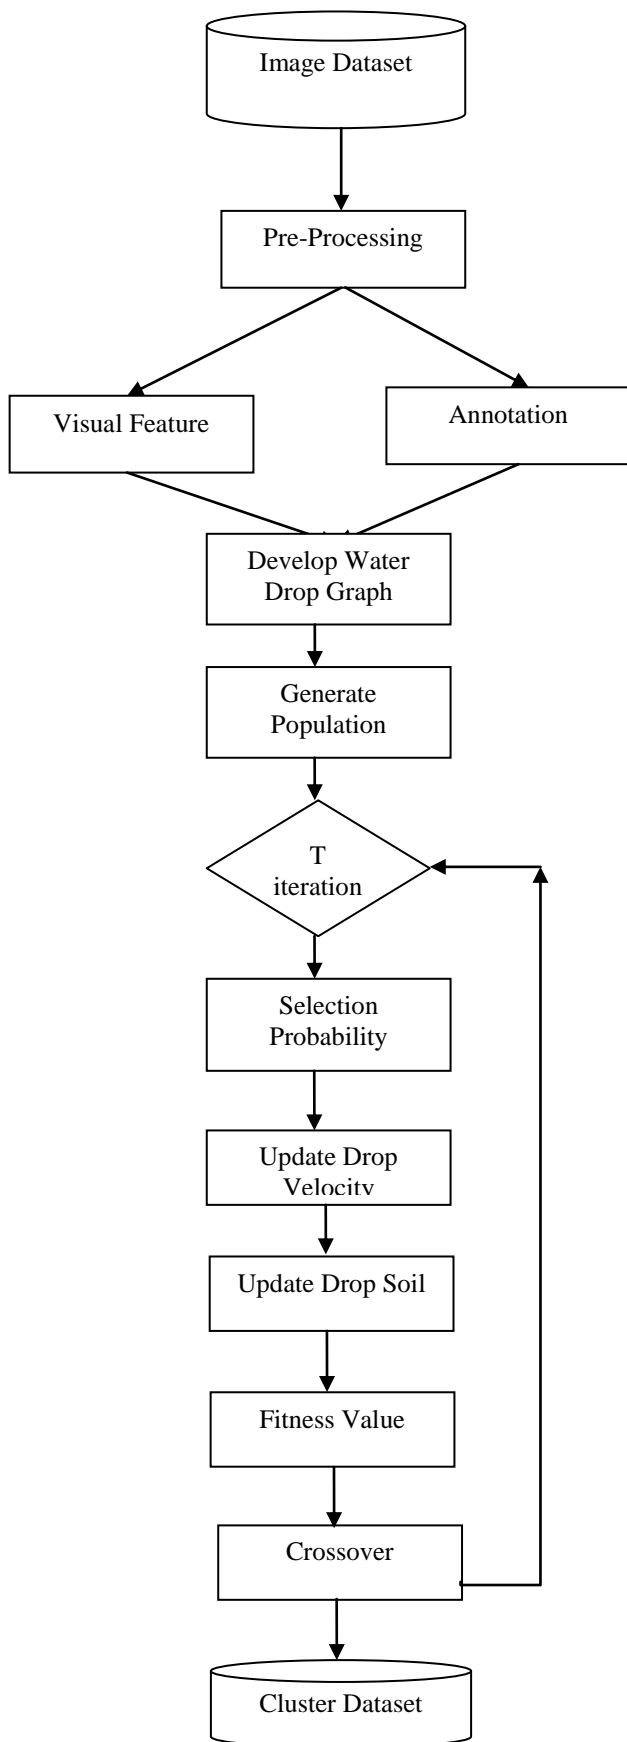 Image Dataset
Pre-Processing
Visual Feature
Annotation
Develop Water
Drop Graph
Generate
Population
T
iteration
Selection
Probability
Update Drop
Velocity
Update Drop Soil
Fitness Value
Crossover
Cluster Dataset